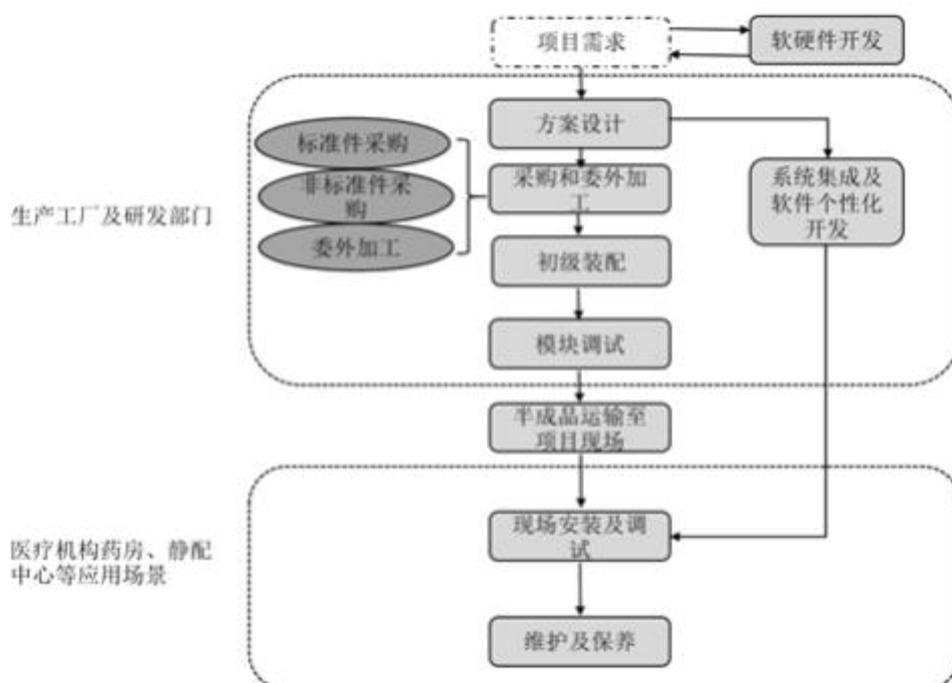 项目需求
软硬件开发
方案设计
标准件采购
非标准件采
购
委外加工
采购和委外加
工
系统集成及
软件个性化
开发
生产工厂及研发部门
初级装配
模块调试
半成品运输至
项目现场
现场安装及调
试
医疗机构药房、静配
中心等应用场景
维护及保养